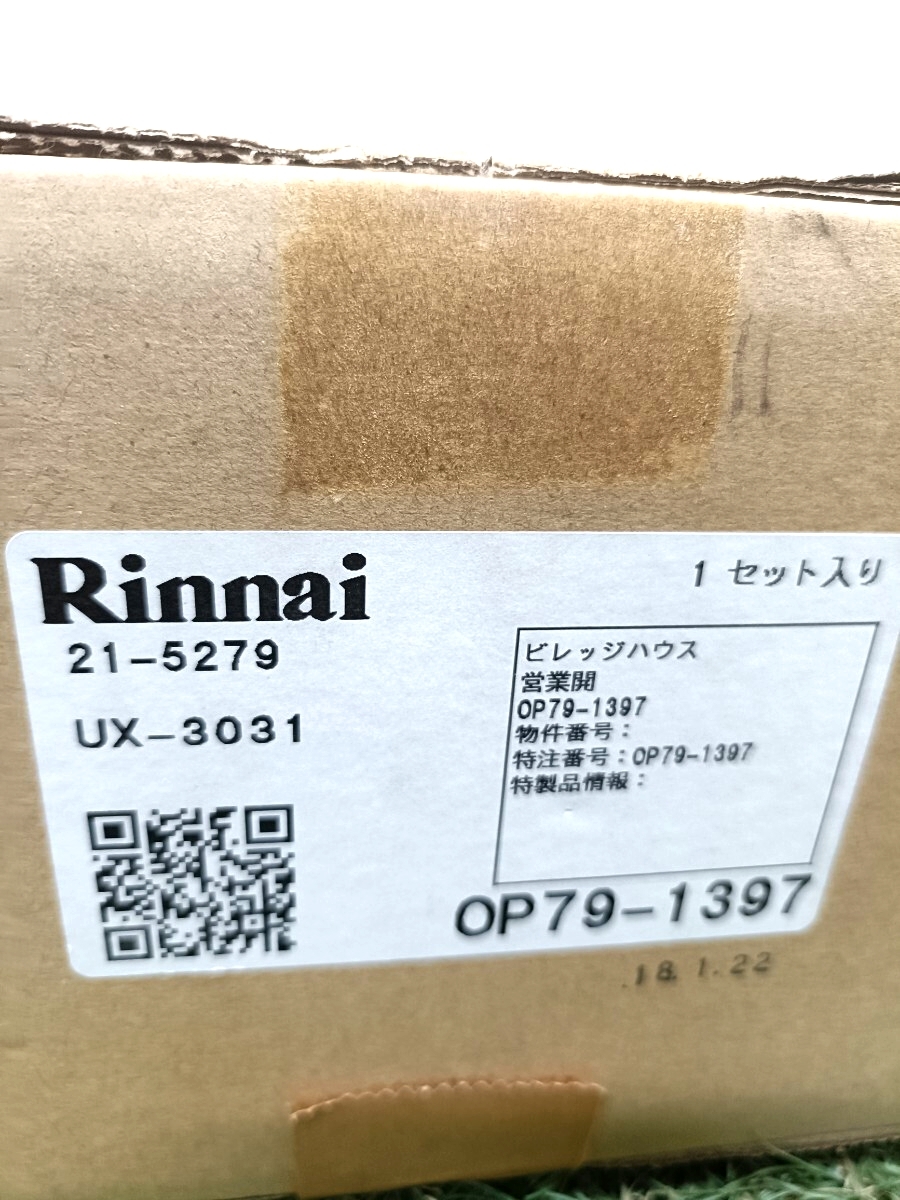 Rinnai
1 セット入り
21-5279
UX-3031
ビレッジハウス
営業開
OP79-1397
物件番号:
特注番号:OP79-1397
特製品情報:
OP79-1397
.18.1.22